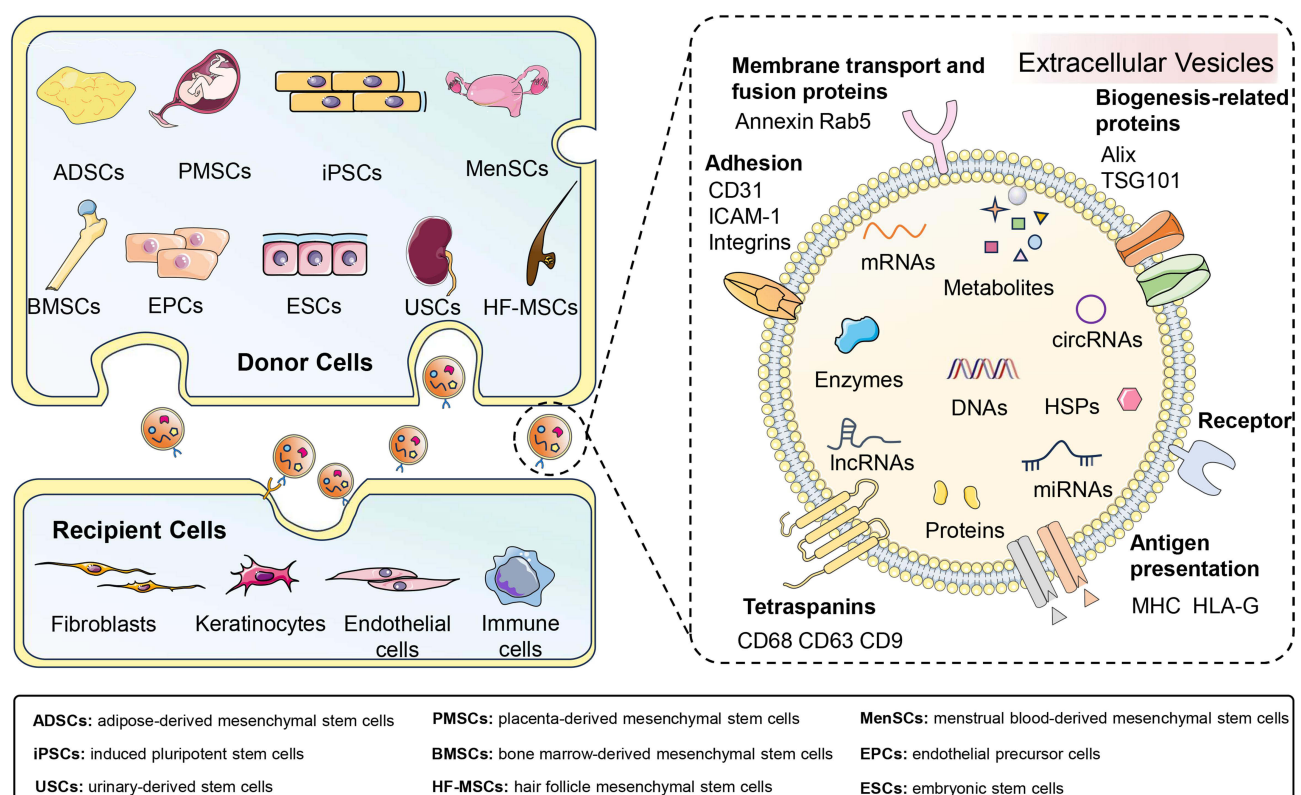 ADSCs
PMSCs
iPSCs
MenSCs
BMSCs
EPCs
ESCs
USCs
HF-MSCs
Donor Cells
Recipient Cells
Fibroblasts
Keratinocytes
Endothelial
cells
Immune
cells
Extracellular Vesicles
Membrane transport and
fusion proteins
Annexin Rab5
Biogenesis-related
proteins
Alix
TSG101
Adhesion
CD31
ICAM-1
Integrins
mRNAs
Metabolites
circRNAs
Enzymes
DNAs
HSPs
Receptor
lncRNAs
miRNAs
Proteins
Antigen
presentation
MHC HLA-G
Tetraspanins
CD68 CD63 CD9
ADSCs: adipose-derived mesenchymal stem cells
PMSCs: placenta-derived mesenchymal stem cells
MenSCs: menstrual blood-derived mesenchymal stem cells
iPSCs: induced pluripotent stem cells
BMSCs: bone marrow-derived mesenchymal stem cells
EPCs: endothelial precursor cells
USCs: urinary-derived stem cells
HF-MSCs: hair follicle mesenchymal stem cells
ESCs: embryonic stem cells